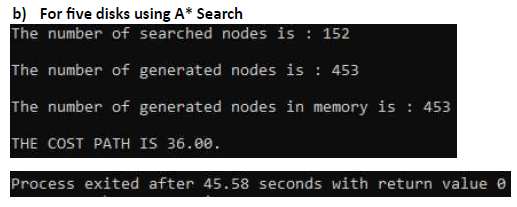 b) For five disks using A* Search
The number of searched nodes is : 152
The number of generated nodes is : 453
The number of generated nodes in memory is : 453
THE COST PATH IS 36.00.
Process exited after 45.58 seconds with return value 0